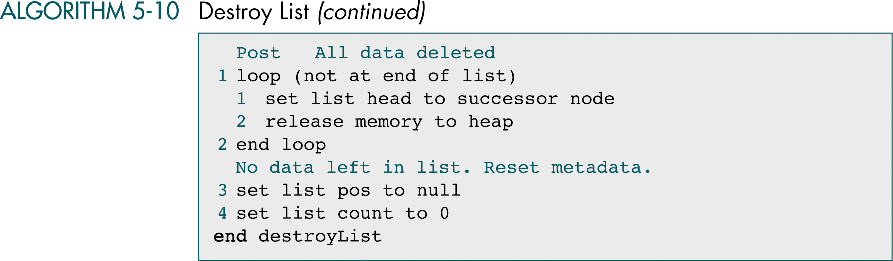 ALGORITHM 5-10 Destroy List (continued)
Post All data deleted
1 loop (not at end of list)
1 set list head to successor node
2 release memory to heap
2 end loop
No data left in list. Reset metadata.
3 set list pos to null
4 set list count to 0
end destroyList